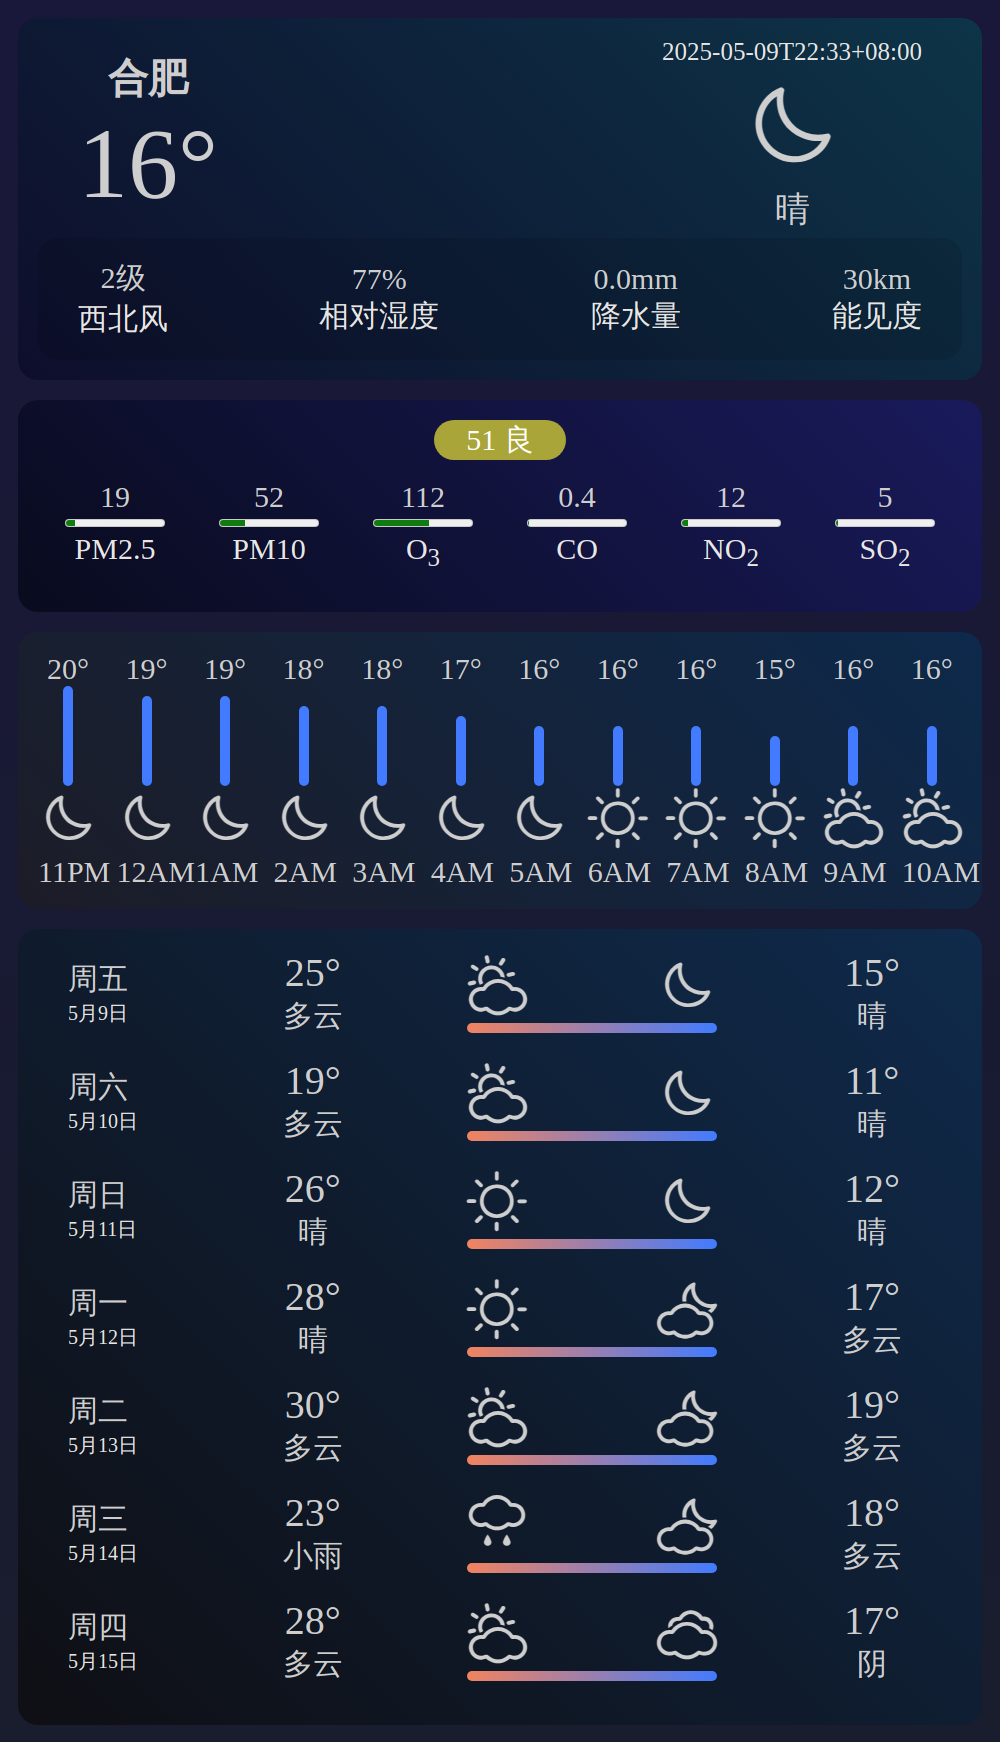 合肥
16°
2025-05-09T22:33+08:00
晴
2级 77% 0.0mm 30km
西北风 相对湿度 降水量 能见度
51 良
19 52 112 0.4 12 5
PM2.5 PM10 O3 CO NO2 SO2
20° 19° 19° 18° 18° 17° 16° 16° 16° 15° 16° 16°
11PM 12AM 1AM 2AM 3AM 4AM 5AM 6AM 7AM 8AM 9AM 10AM
周五 25° 15°
5月9日 多云 晴
周六 19° 11°
5月10日 多云 晴
周日 26° 12°
5月11日 晴 晴
周一 28° 17°
5月12日 晴 多云
周二 30° 19°
5月13日 多云 多云
周三 23° 18°
5月14日 小雨 多云
周四 28° 17°
5月15日 多云 阴